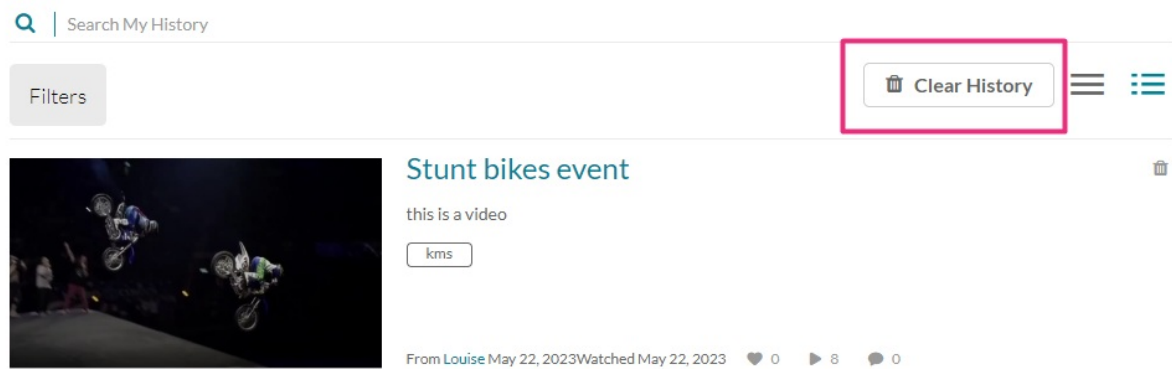 Search My History
Filters
Clear History
Stunt bikes event
this is a video
kms
From Louise May 22, 2023Watched May 22, 2023 0 8 0